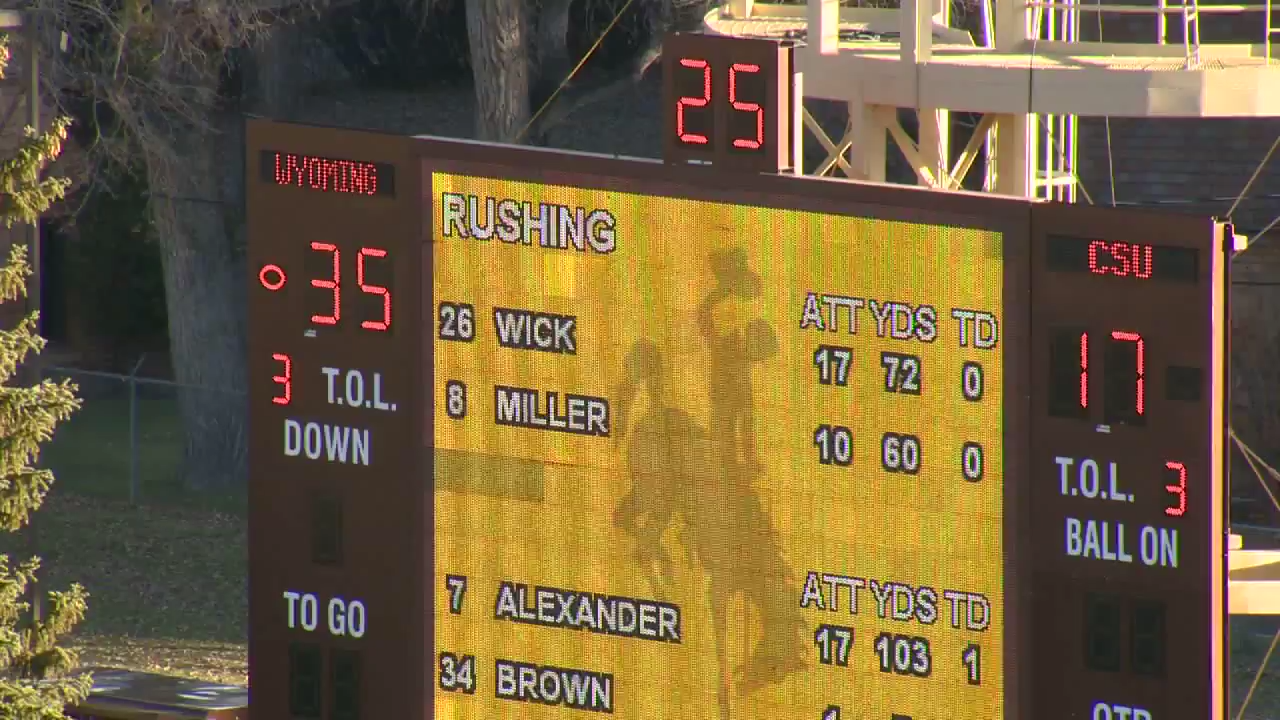 25
WYOMING
35
3 T.O.L.
DOWN
TO GO
RUSHING
ATT YDS TD
26 WICK 17 72 0
8 MILLER 10 60 0
ATT YDS TD
7 ALEXANDER 17 103 1
34 BROWN
CSU
17
T.O.L. 3
BALL ON
QTR